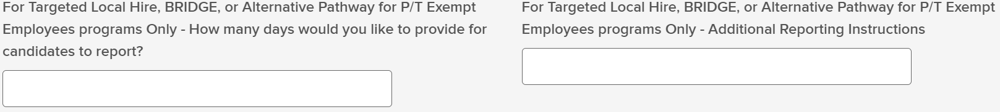 For Targeted Local Hire, BRIDGE, or Alternative Pathway for P/T Exempt
Employees programs Only - How many days would you like to provide for
candidates to report?
For Targeted Local Hire, BRIDGE, or Alternative Pathway for P/T Exempt
Employees programs Only - Additional Reporting Instructions